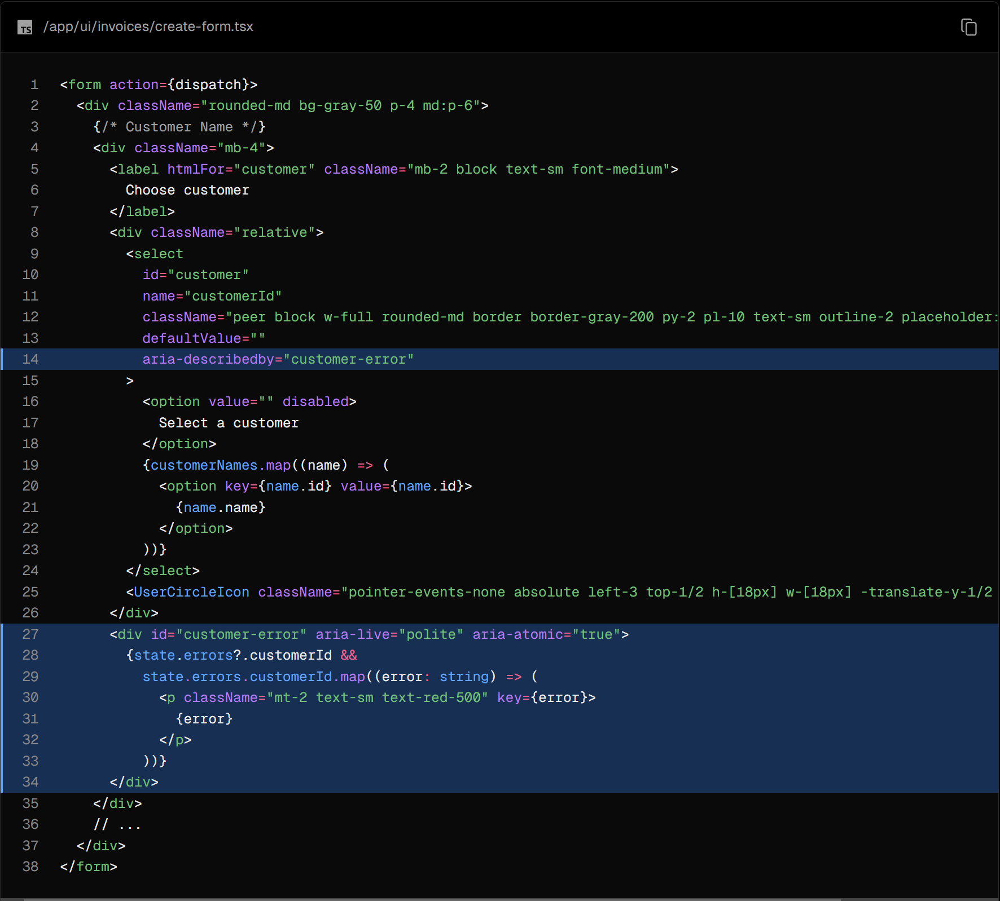 TS /app/ui/invoices/create-form.tsx
1 <form action={dispatch}>
2 <div className="rounded-md bg-gray-50 p-4 md:p-6">
3 {/* Customer Name */}
4 <div className="mb-4">
5 <label htmlFor="customer" className="mb-2 block text-sm font-medium">
6 Choose customer
7 </label>
8 <div className="relative">
9 <select
10 id="customer"
11 name="customerId"
12 className="peer block w-full rounded-md border border-gray-200 py-2 pl-10 text-sm outline-2 placeholder:
13 defaultValue=""
14 aria-describedby="customer-error"
15 >
16 <option value="" disabled>
17 Select a customer
18 </option>
19 {customerNames.map((name) => (
20 <option key={name.id} value={name.id}>
21 {name.name}
22 </option>
23 ))}
24 </select>
25 <UserCircleIcon className="pointer-events-none absolute left-3 top-1/2 h-[18px] w-[18px] -translate-y-1/2
26 </div>
27 <div id="customer-error" aria-live="polite" aria-atomic="true">
28 {state.errors?.customerId &&
29 state.errors.customerId.map((error: string) => (
30 <p className="mt-2 text-sm text-red-500" key={error}>
31 {error}
32 </p>
33 ))}
34 </div>
35 </div>
36 // ...
37 </div>
38 </form>